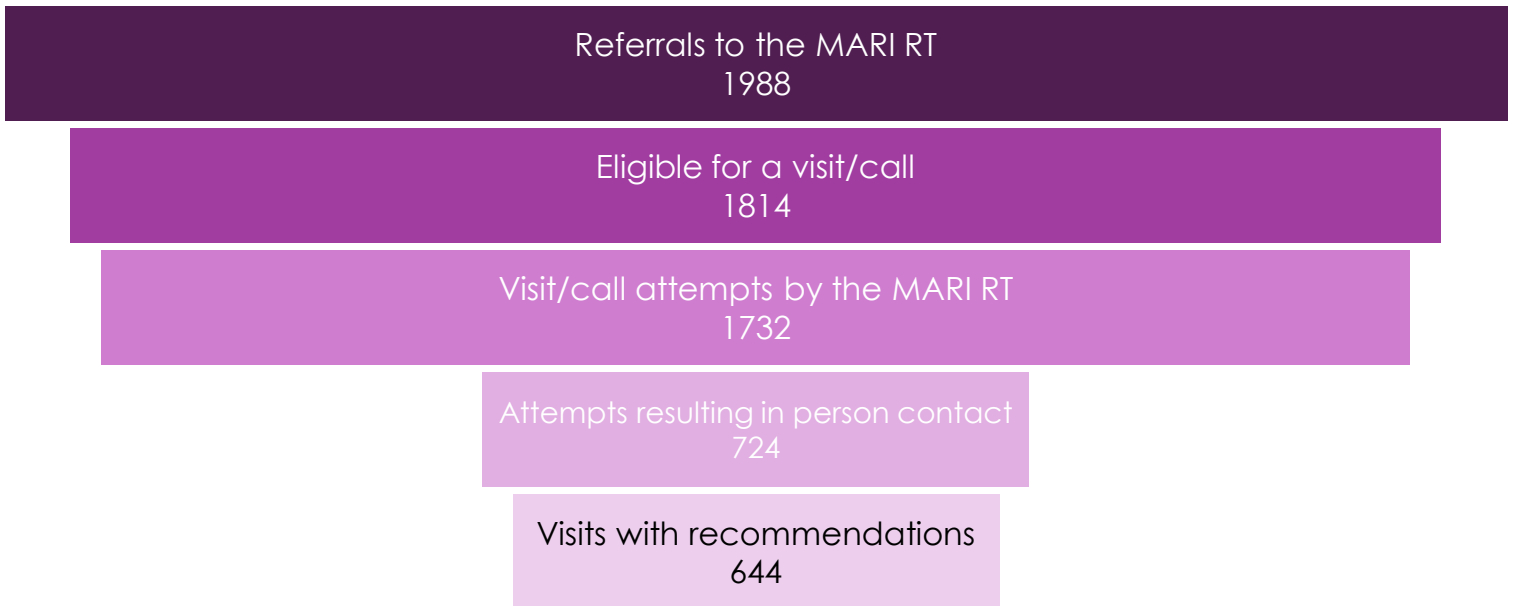 Referrals to the MARI RT
1988
Eligible for a visit/call
1814
Visit/call attempts by the MARI RT
1732
Attempts resulting in person contact
724
Visits with recommendations
644